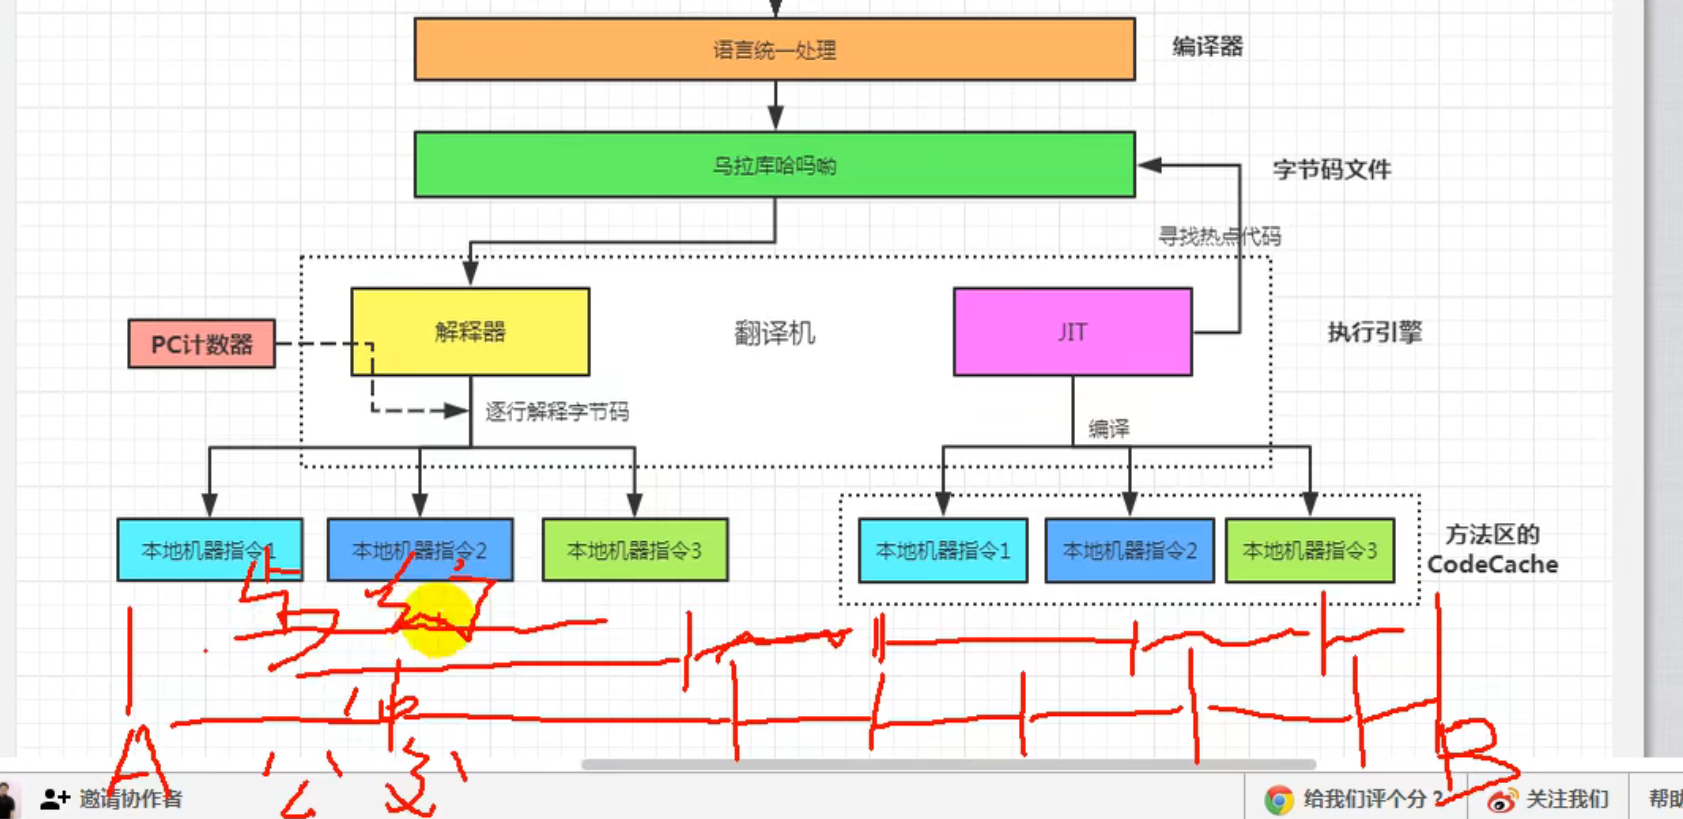 语言统一处理
编译器
乌拉库哈吗呦
字节码文件
寻找热点代码
PC计数器
解释器
翻译机
JIT
执行引擎
逐行解释字节码
编译
本地机器指令1
本地机器指令2
本地机器指令3
本地机器指令1
本地机器指令2
本地机器指令3
方法区的
CodeCache
A
公交
B
邀请协作者
给我们评个分?
关注我们
帮助